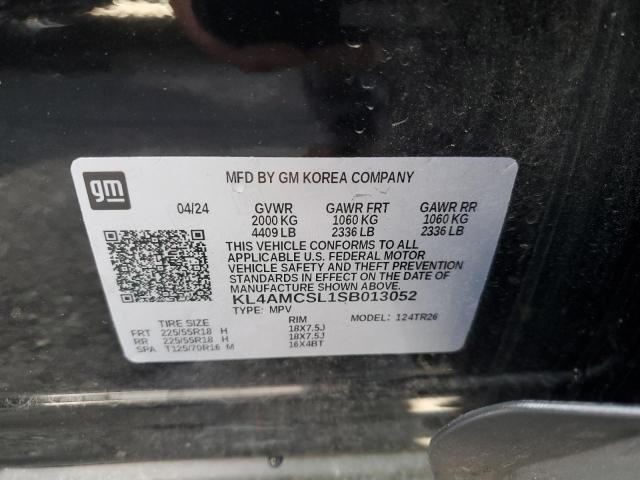 gm
MFD BY GM KOREA COMPANY
04/24 GVWR GAWR FRT GAWR RR
2000 KG 1060 KG 1060 KG
4409 LB 2336 LB 2336 LB
THIS VEHICLE CONFORMS TO ALL
APPLICABLE U.S. FEDERAL MOTOR
VEHICLE SAFETY AND THEFT PREVENTION
STANDARDS IN EFFECT ON THE DATE OF
MANUFACTURE SHOWN ABOVE.
KL4AMCSL1SB013052
TYPE: MPV
TIRE SIZE RIM MODEL: 124TR26
FRT 225/55R18 H 18X7.5J
RR 225/55R18 H 18X7.5J
SPA T125/70R16 M 16X4BT